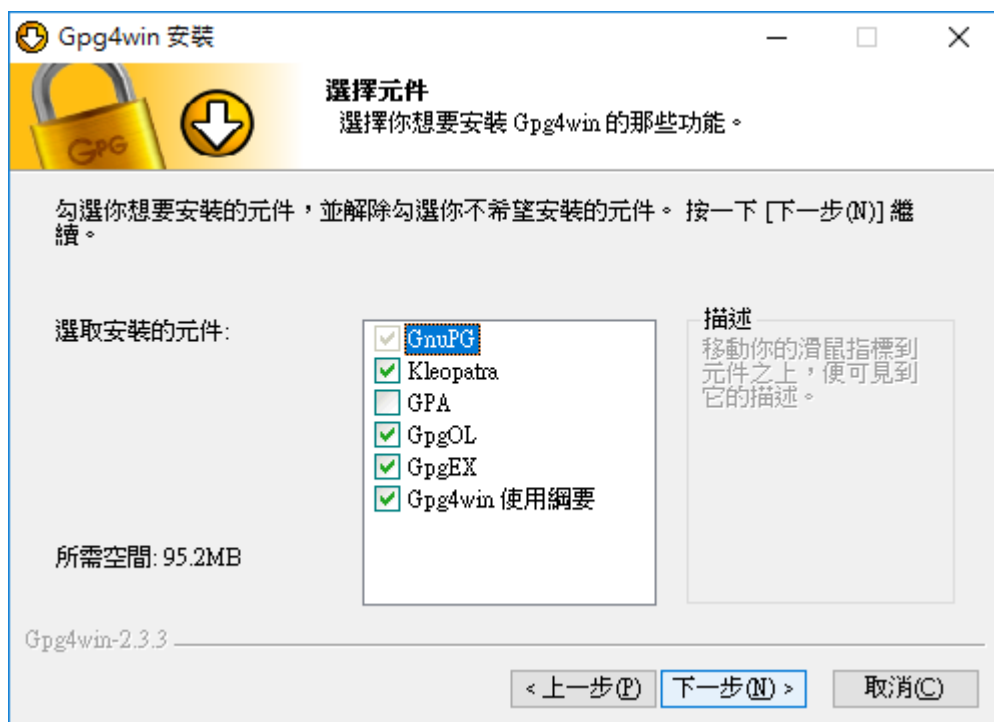 Gpg4win 安裝
GPG
選擇元件
選擇你想要安裝 Gpg4win 的那些功能。
勾選你想要安裝的元件，並解除勾選你不希望安裝的元件。 按一下 [下一步(N)] 繼
續。
選取安裝的元件:
GnuPG
Kleopatra
GPA
GpgOL
GpgEX
Gpg4win 使用綱要
描述
移動你的滑鼠指標到
元件之上，便可見到
它的描述。
所需空間: 95.2MB
Gpg4win-2.3.3
< 上一步(P)
下一步(N) >
取消(C)